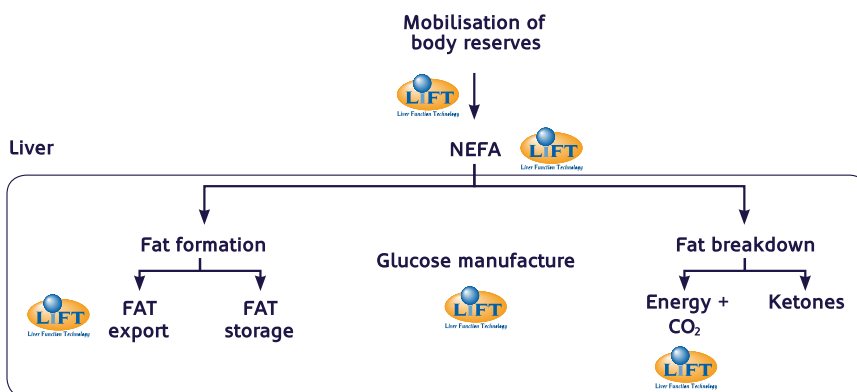 Mobilisation of
body reserves
LiFT
Liver Function Technology
Liver
NEFA
LiFT
Liver Function Technology
Fat formation
Glucose manufacture
Fat breakdown
LiFT
Liver Function Technology
FAT
export
FAT
storage
LiFT
Liver Function Technology
Energy +
CO₂
Ketones
LiFT
Liver Function Technology